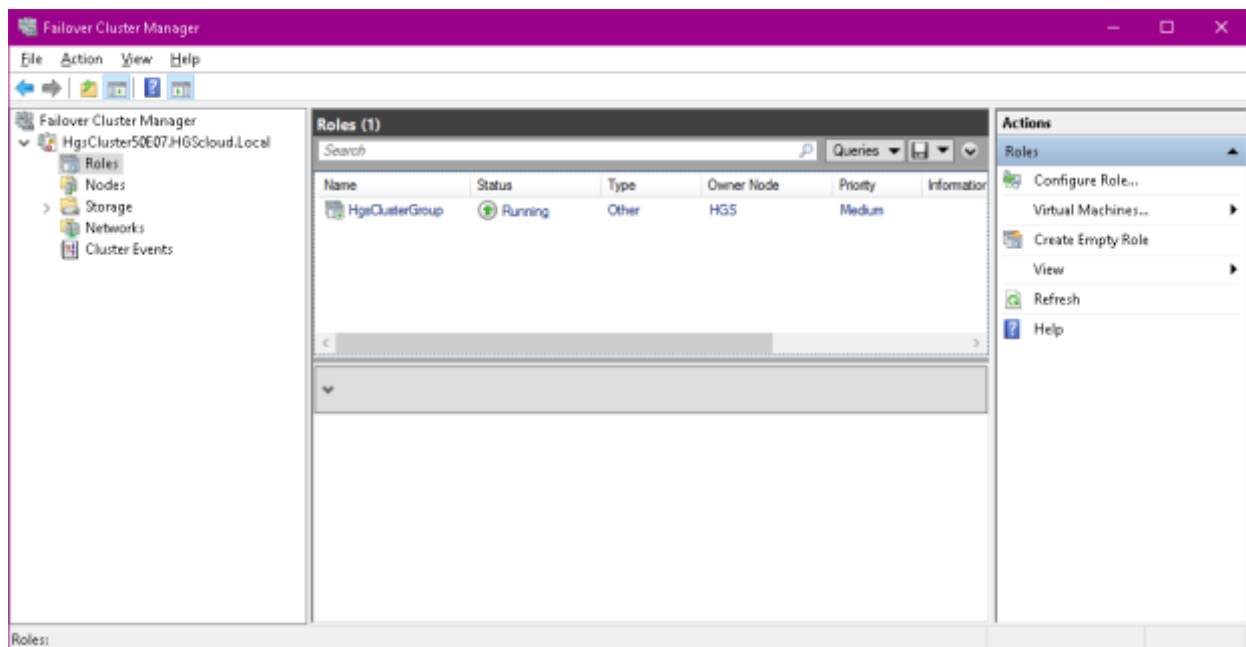 Failover Cluster Manager
File Action View Help
Failover Cluster Manager
HgsCluster50E07.HGScloud.Local
Roles
Nodes
Storage
Networks
Cluster Events
Roles (1)
Search
Queries
Name Status Type Owner Node Priority Information
HgsClusterGroup Running Other HGS Medium
Actions
Roles
Configure Role...
Virtual Machines...
Create Empty Role
View
Refresh
Help
Roles: